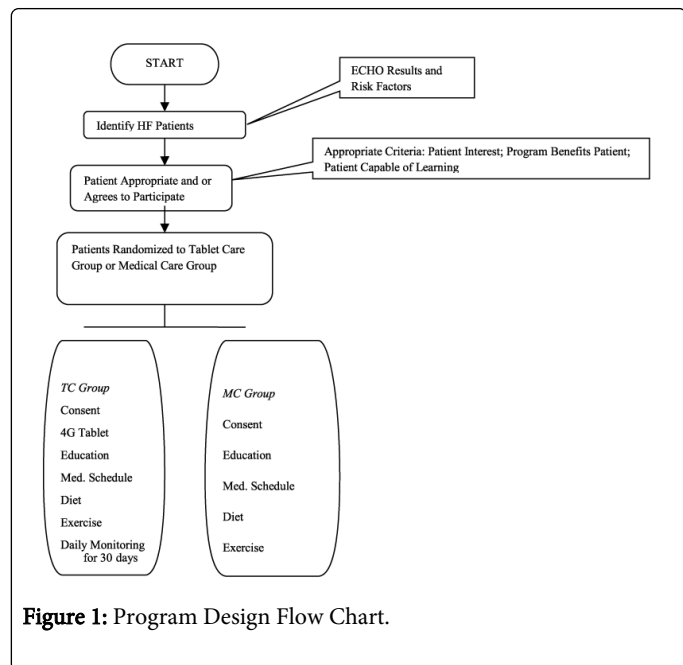 START
ECHO Results and
Risk Factors
Identify HF Patients
Appropriate Criteria: Patient Interest; Program Benefits Patient;
Patient Capable of Learning
Patient Appropriate and or
Agrees to Participate
Patients Randomized to Tablet Care
Group or Medical Care Group
TC Group
Consent
4G Tablet
Education
Med. Schedule
Diet
Exercise
Daily Monitoring
for 30 days
MC Group
Consent
Education
Med. Schedule
Diet
Exercise
Figure 1: Program Design Flow Chart.